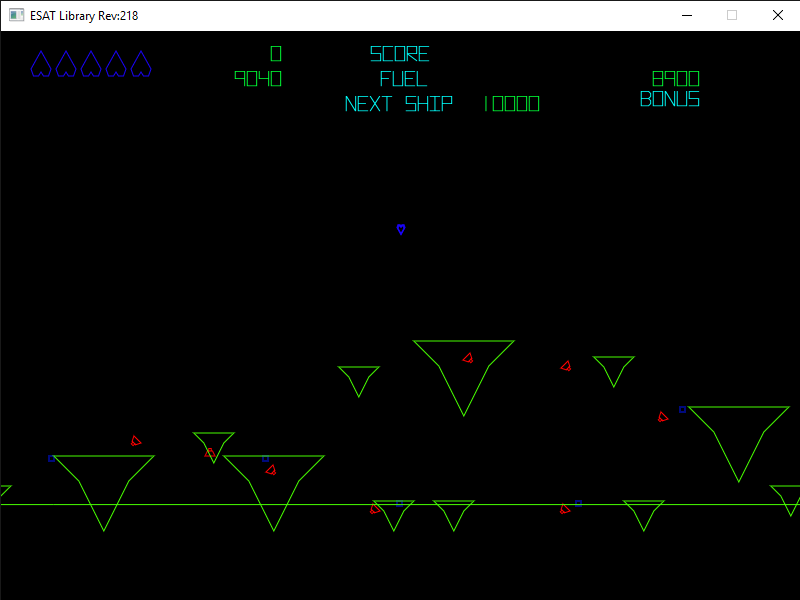 ESAT Library Rev:218
0 SCORE
9040 FUEL 8900
NEXT SHIP 10000 BONUS